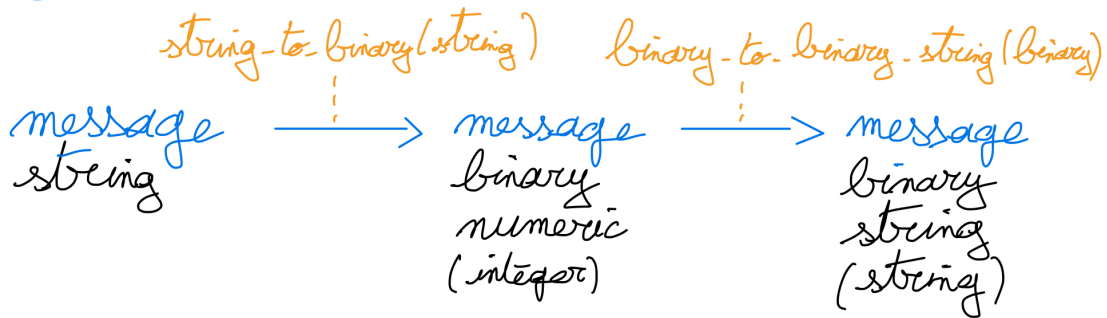 string_to_binary(string)
binary_to_binary_string(binary)
message
string
message
binary
numeric
(integer)
message
binary
string
(string)